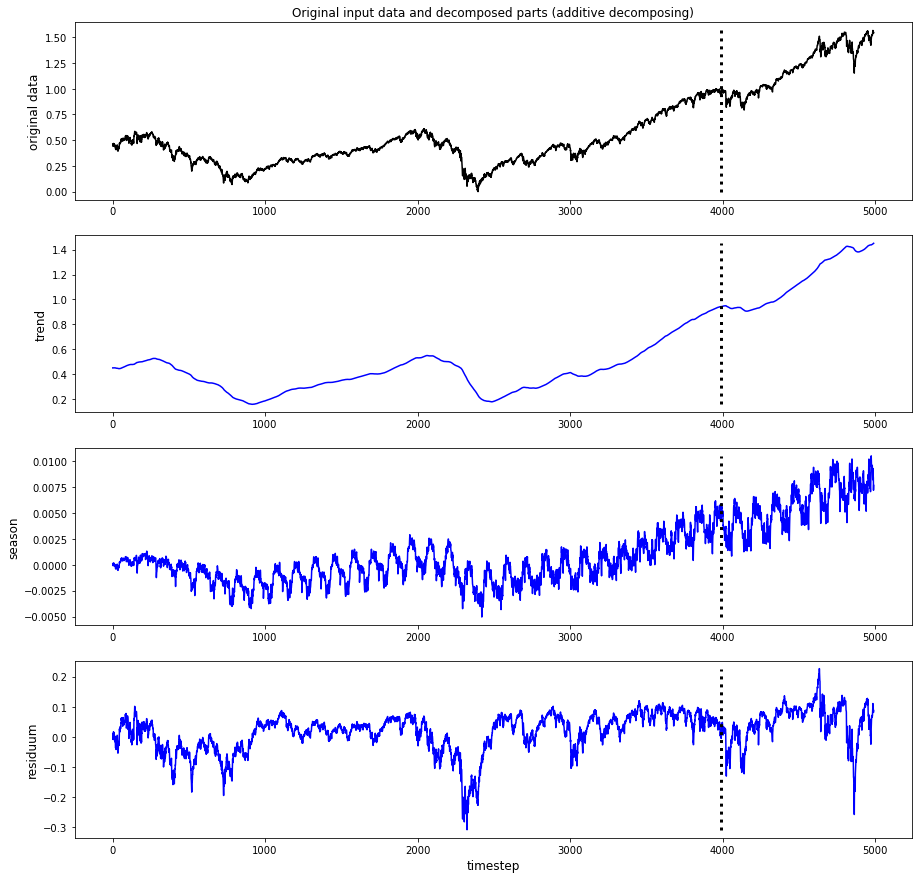 Original input data and decomposed parts (additive decomposing)
original data
1.50
1.25
1.00
0.75
0.50
0.25
0.00
0 1000 2000 3000 4000 5000
trend
1.4
1.2
1.0
0.8
0.6
0.4
0.2
0 1000 2000 3000 4000 5000
season
0.0100
0.0075
0.0050
0.0025
0.0000
−0.0025
−0.0050
0 1000 2000 3000 4000 5000
residuum
0.2
0.1
0.0
−0.1
−0.2
−0.3
0 1000 2000 3000 4000 5000
timestep